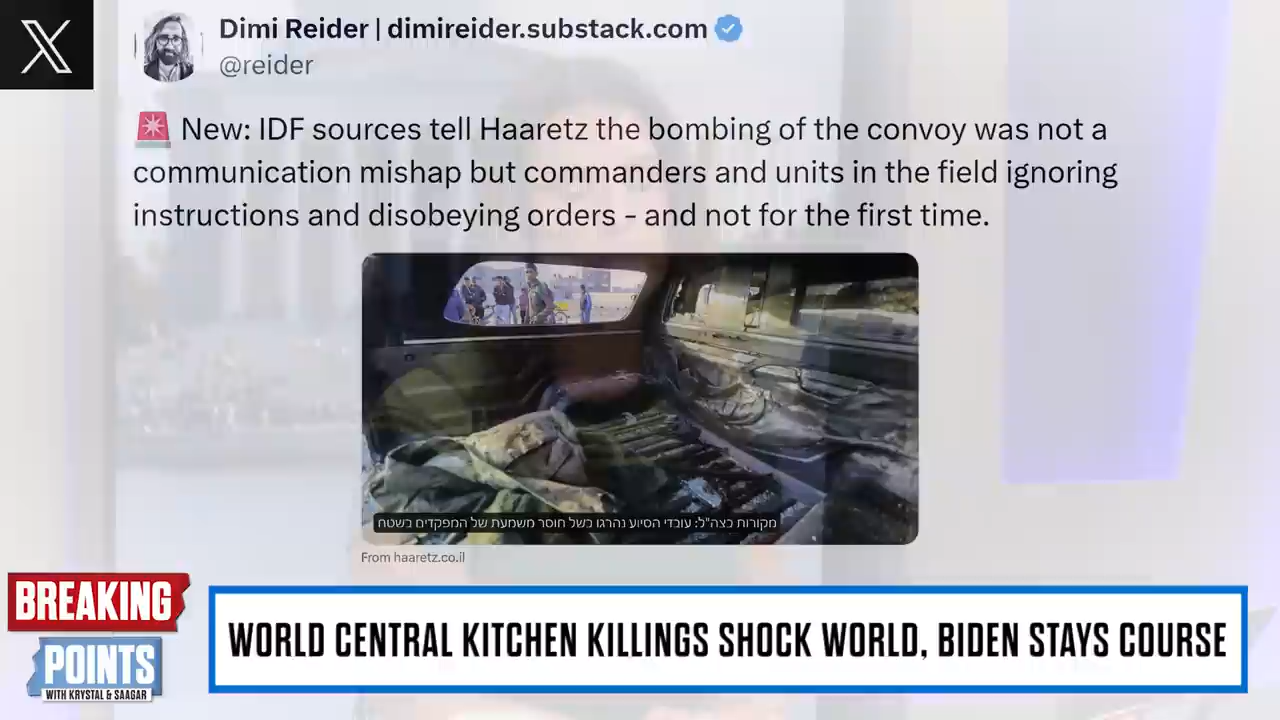 Dimi Reider | dimireider.substack.com
@reider
🚨 New: IDF sources tell Haaretz the bombing of the convoy was not a
communication mishap but commanders and units in the field ignoring
instructions and disobeying orders - and not for the first time.
מקורות בצה"ל: עובדי הסיוע נהרגו בשל חוסר משמעת של המפקדים בשטח
From haaretz.co.il
BREAKING
POINTS
WITH KRYSTAL & SAAGAR
WORLD CENTRAL KITCHEN KILLINGS SHOCK WORLD, BIDEN STAYS COURSE